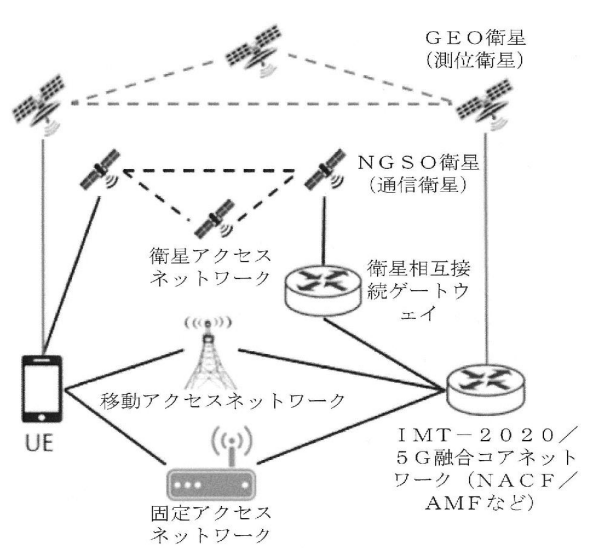 ＧＥＯ衛星
（測位衛星）
ＮＧＳＯ衛星
（通信衛星）
衛星アクセス
ネットワーク
衛星相互接
続ゲートウ
ェイ
移動アクセスネットワーク
UE
ＩＭＴ－２０２０／
５Ｇ融合コアネット
ワーク（ＮＡＣＦ／
ＡＭＦなど）
固定アクセス
ネットワーク